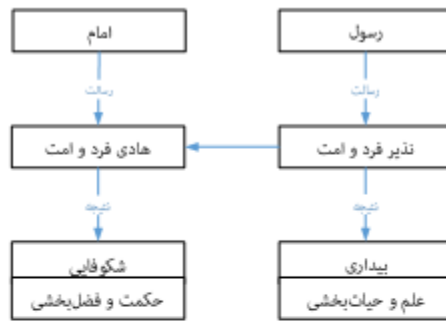 رسول
امام
رسالت
رسالت
نذیر فرد و امت
هادی فرد و امت
نتیجه
نتیجه
بیداری
شکوفایی
علم و حیات‌بخشی
حکمت و فضل‌بخشی